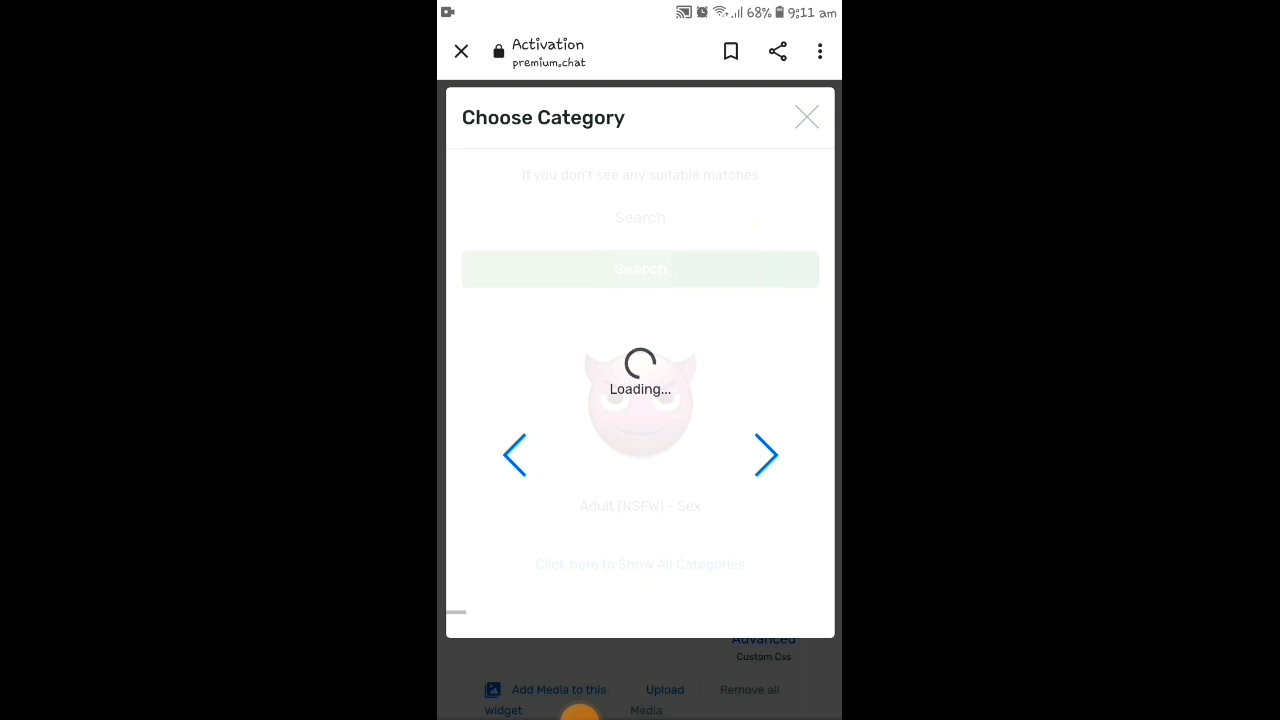 68% 9:11 am
Activation
premium.chat
Choose Category
If you don't see any suitable matches
Search
Search
Loading...
Adult (NSFW) - Sex
Click here to Show All Categories
Advanced
Custom Css
Add Media to this widget
Upload Media
Remove all